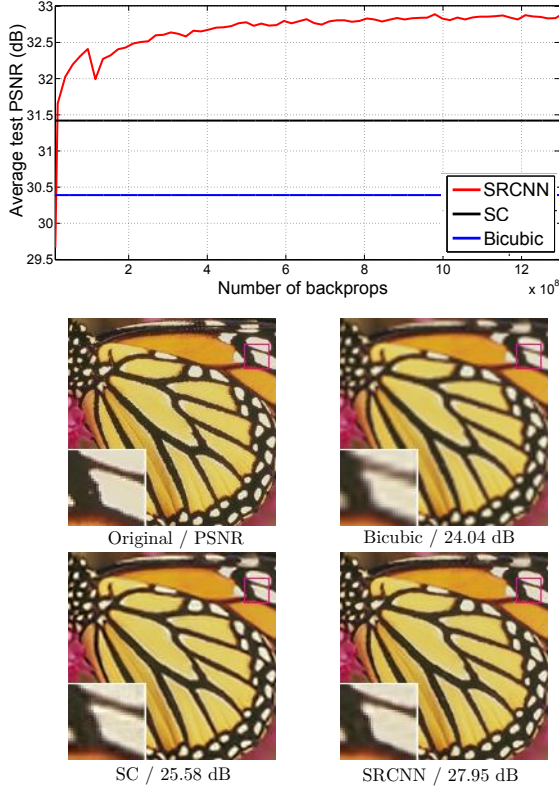 33
32.5
32
31.5
31
30.5
30
29.5
Average test PSNR (dB)
SRCNN
SC
Bicubic
2 4 6 8 10 12
Number of backprops
x 10⁸
Original / PSNR
Bicubic / 24.04 dB
SC / 25.58 dB
SRCNN / 27.95 dB